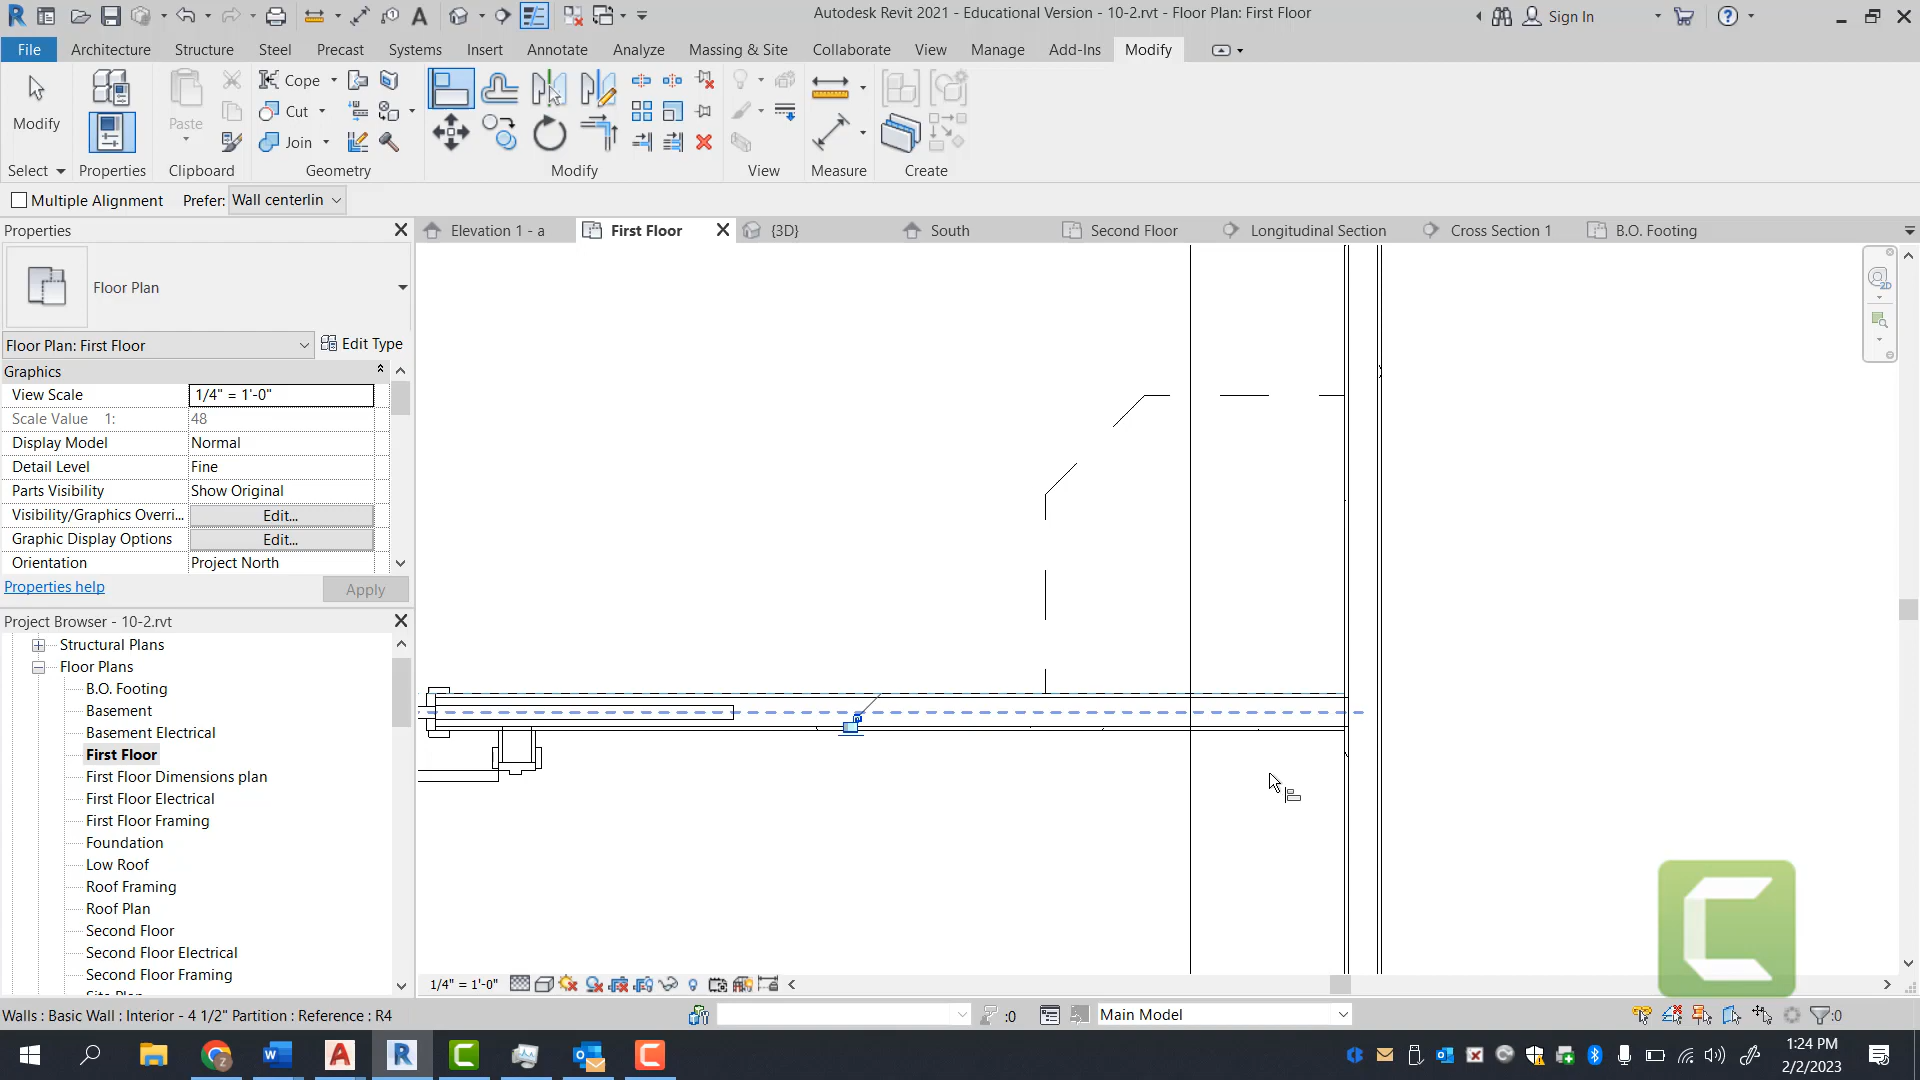 Autodesk Revit 2021 - Educational Version - 10-2.rvt - Floor Plan: First Floor
Sign In
File Architecture Structure Steel Precast Systems Insert Annotate Analyze Massing & Site Collaborate View Manage Add-Ins Modify
Modify
Paste
Cope
Cut
Join
Select Properties Clipboard Geometry Modify View Measure Create
Multiple Alignment Prefer: Wall centerlin
Properties
Elevation 1 - a First Floor {3D} South Second Floor Longitudinal Section Cross Section 1 B.O. Footing
Floor Plan
Floor Plan: First Floor Edit Type
Graphics
View Scale 1/4" = 1'-0"
Scale Value 1: 48
Display Model Normal
Detail Level Fine
Parts Visibility Show Original
Visibility/Graphics Overri... Edit...
Graphic Display Options Edit...
Orientation Project North
Properties help Apply
Project Browser - 10-2.rvt
Structural Plans
Floor Plans
B.O. Footing
Basement
Basement Electrical
First Floor
First Floor Dimensions plan
First Floor Electrical
First Floor Framing
Foundation
Low Roof
Roof Framing
Roof Plan
Second Floor
Second Floor Electrical
Second Floor Framing
2D
1/4" = 1'-0"
Walls : Basic Wall : Interior - 4 1/2" Partition : Reference : R4
:0
Main Model
:0
1:24 PM
2/2/2023